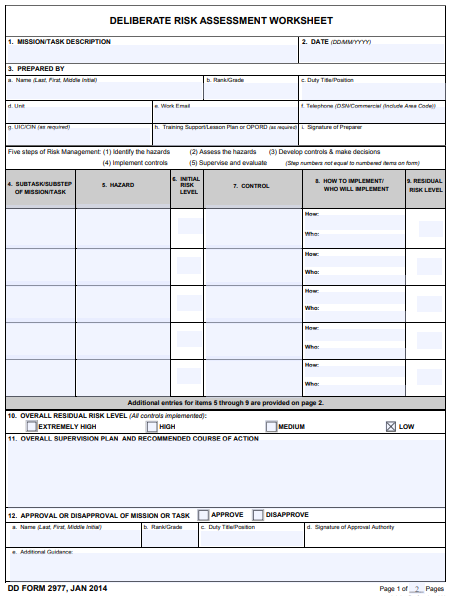 DELIBERATE RISK ASSESSMENT WORKSHEET
1. MISSION/TASK DESCRIPTION
2. DATE (DD/MM/YYYY)
3. PREPARED BY
a. Name (Last, First, Middle Initial)
b. Rank/Grade
c. Duty Title/Position
d. Unit
e. Work Email
f. Telephone (DSN/Commercial (Include Area Code))
g. UIC/CIN (as required)
h. Training Support/Lesson Plan or OPORD (as required)
i. Signature of Preparer
Five steps of Risk Management: (1) Identify the hazards (2) Assess the hazards (3) Develop controls & make decisions
(4) Implement controls (5) Supervise and evaluate (Step numbers not equal to numbered items on form)
4. SUBTASK/SUBSTEP OF MISSION/TASK
5. HAZARD
6. INITIAL RISK LEVEL
7. CONTROL
8. HOW TO IMPLEMENT/ WHO WILL IMPLEMENT
9. RESIDUAL RISK LEVEL
How:
Who:
How:
Who:
How:
Who:
How:
Who:
How:
Who:
Additional entries for items 5 through 9 are provided on page 2.
10. OVERALL RESIDUAL RISK LEVEL (All controls implemented):
EXTREMELY HIGH HIGH MEDIUM LOW
11. OVERALL SUPERVISION PLAN AND RECOMMENDED COURSE OF ACTION
12. APPROVAL OR DISAPPROVAL OF MISSION OR TASK APPROVE DISAPPROVE
a. Name (Last, First, Middle Initial)
b. Rank/Grade
c. Duty Title/Position
d. Signature of Approval Authority
e. Additional Guidance:
DD FORM 2977, JAN 2014
Page 1 of 2 Pages